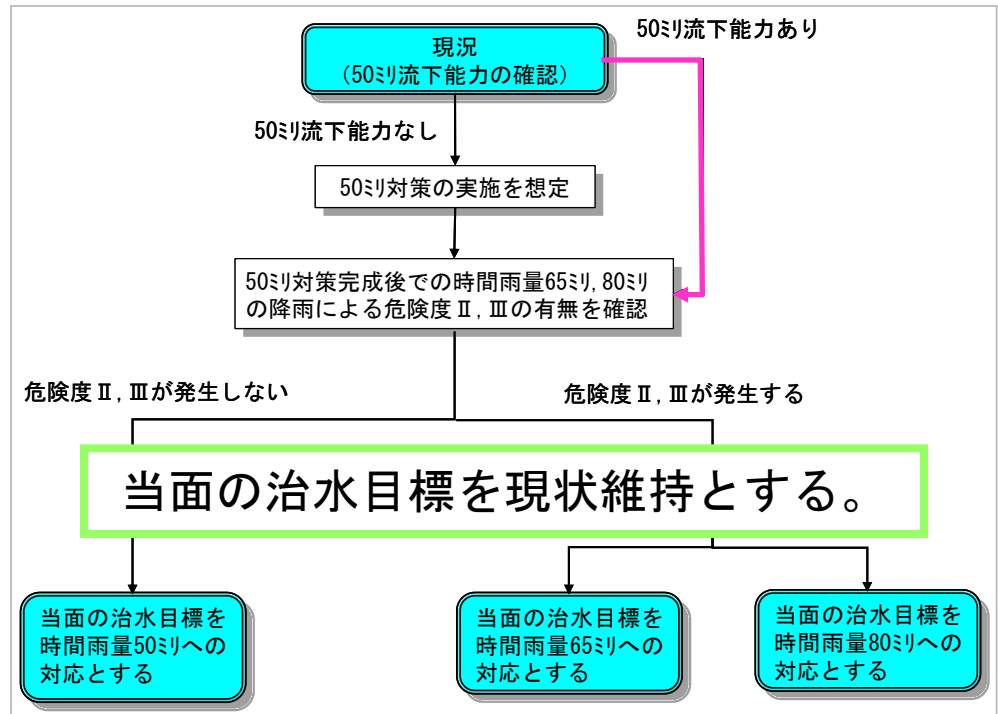 50ﾐﾘ流下能力あり
現況
（50ﾐﾘ流下能力の確認）
50ﾐﾘ流下能力なし
50ﾐﾘ対策の実施を想定
50ﾐﾘ対策完成後での時間雨量65ﾐﾘ,80ﾐﾘ
の降雨による危険度Ⅱ,Ⅲの有無を確認
危険度Ⅱ,Ⅲが発生しない
危険度Ⅱ,Ⅲが発生する
当面の治水目標を現状維持とする。
当面の治水目標を
時間雨量50ﾐﾘへの
対応とする
当面の治水目標を
時間雨量65ﾐﾘへの
対応とする
当面の治水目標を
時間雨量80ﾐﾘへの
対応とする